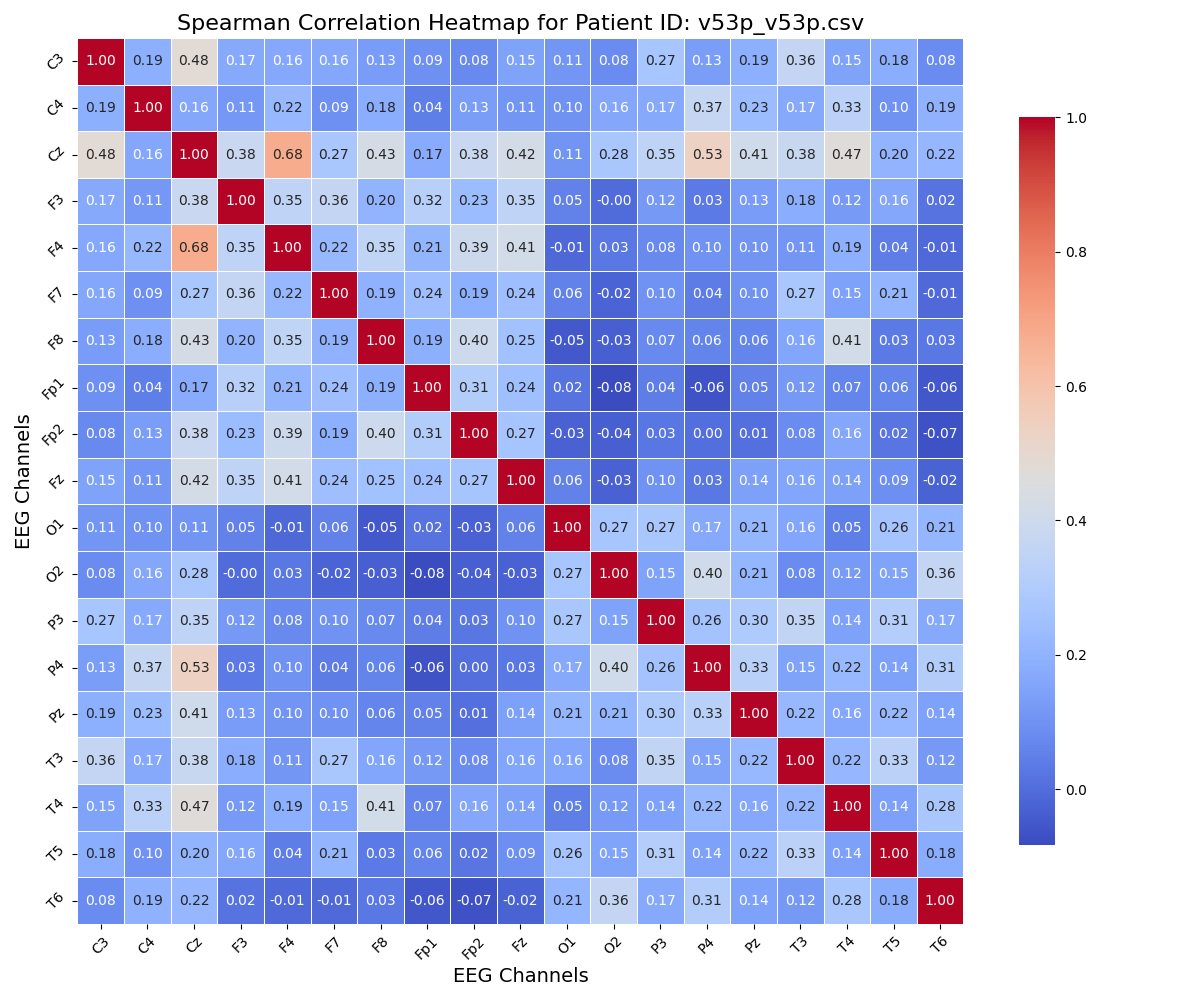 Spearman Correlation Heatmap for Patient ID: v53p_v53p.csv
C3 1.00 0.19 0.48 0.17 0.16 0.16 0.13 0.09 0.08 0.15 0.11 0.08 0.27 0.13 0.19 0.36 0.15 0.18 0.08
C4 0.19 1.00 0.16 0.11 0.22 0.09 0.18 0.04 0.13 0.11 0.10 0.16 0.17 0.37 0.23 0.17 0.33 0.10 0.19
Cz 0.48 0.16 1.00 0.38 0.68 0.27 0.43 0.17 0.38 0.42 0.11 0.28 0.35 0.53 0.41 0.38 0.47 0.20 0.22
F3 0.17 0.11 0.38 1.00 0.35 0.36 0.20 0.32 0.23 0.35 0.05 -0.00 0.12 0.03 0.13 0.18 0.12 0.16 0.02
F4 0.16 0.22 0.68 0.35 1.00 0.22 0.35 0.21 0.39 0.41 -0.01 0.03 0.08 0.10 0.10 0.11 0.19 0.04 -0.01
F7 0.16 0.09 0.27 0.36 0.22 1.00 0.19 0.24 0.19 0.24 0.06 -0.02 0.10 0.04 0.10 0.27 0.15 0.21 -0.01
F8 0.13 0.18 0.43 0.20 0.35 0.19 1.00 0.19 0.40 0.25 -0.05 -0.03 0.07 0.06 0.06 0.16 0.41 0.03 0.03
Fp1 0.09 0.04 0.17 0.32 0.21 0.24 0.19 1.00 0.31 0.24 0.02 -0.08 0.04 -0.06 0.05 0.12 0.07 0.06 -0.06
Fp2 0.08 0.13 0.38 0.23 0.39 0.19 0.40 0.31 1.00 0.27 -0.03 -0.04 0.03 0.00 0.01 0.08 0.16 0.02 -0.07
Fz 0.15 0.11 0.42 0.35 0.41 0.24 0.25 0.24 0.27 1.00 0.06 -0.03 0.10 0.03 0.14 0.16 0.14 0.09 -0.02
O1 0.11 0.10 0.11 0.05 -0.01 0.06 -0.05 0.02 -0.03 0.06 1.00 0.27 0.27 0.17 0.21 0.16 0.05 0.26 0.21
O2 0.08 0.16 0.28 -0.00 0.03 -0.02 -0.03 -0.08 -0.04 -0.03 0.27 1.00 0.15 0.40 0.21 0.08 0.12 0.15 0.36
P3 0.27 0.17 0.35 0.12 0.08 0.10 0.07 0.04 0.03 0.10 0.27 0.15 1.00 0.26 0.30 0.35 0.14 0.31 0.17
P4 0.13 0.37 0.53 0.03 0.10 0.04 0.06 -0.06 0.00 0.03 0.17 0.40 0.26 1.00 0.33 0.15 0.22 0.14 0.31
Pz 0.19 0.23 0.41 0.13 0.10 0.10 0.06 0.05 0.01 0.14 0.21 0.21 0.30 0.33 1.00 0.22 0.16 0.22 0.14
T3 0.36 0.17 0.38 0.18 0.11 0.27 0.16 0.12 0.08 0.16 0.16 0.08 0.35 0.15 0.22 1.00 0.22 0.33 0.12
T4 0.15 0.33 0.47 0.12 0.19 0.15 0.41 0.07 0.16 0.14 0.05 0.12 0.14 0.22 0.16 0.22 1.00 0.14 0.28
T5 0.18 0.10 0.20 0.16 0.04 0.21 0.03 0.06 0.02 0.09 0.26 0.15 0.31 0.14 0.22 0.33 0.14 1.00 0.18
T6 0.08 0.19 0.22 0.02 -0.01 -0.01 0.03 -0.06 -0.07 -0.02 0.21 0.36 0.17 0.31 0.14 0.12 0.28 0.18 1.00
C3 C4 Cz F3 F4 F7 F8 Fp1 Fp2 Fz O1 O2 P3 P4 Pz T3 T4 T5 T6
EEG Channels
EEG Channels
1.0
0.8
0.6
0.4
0.2
0.0